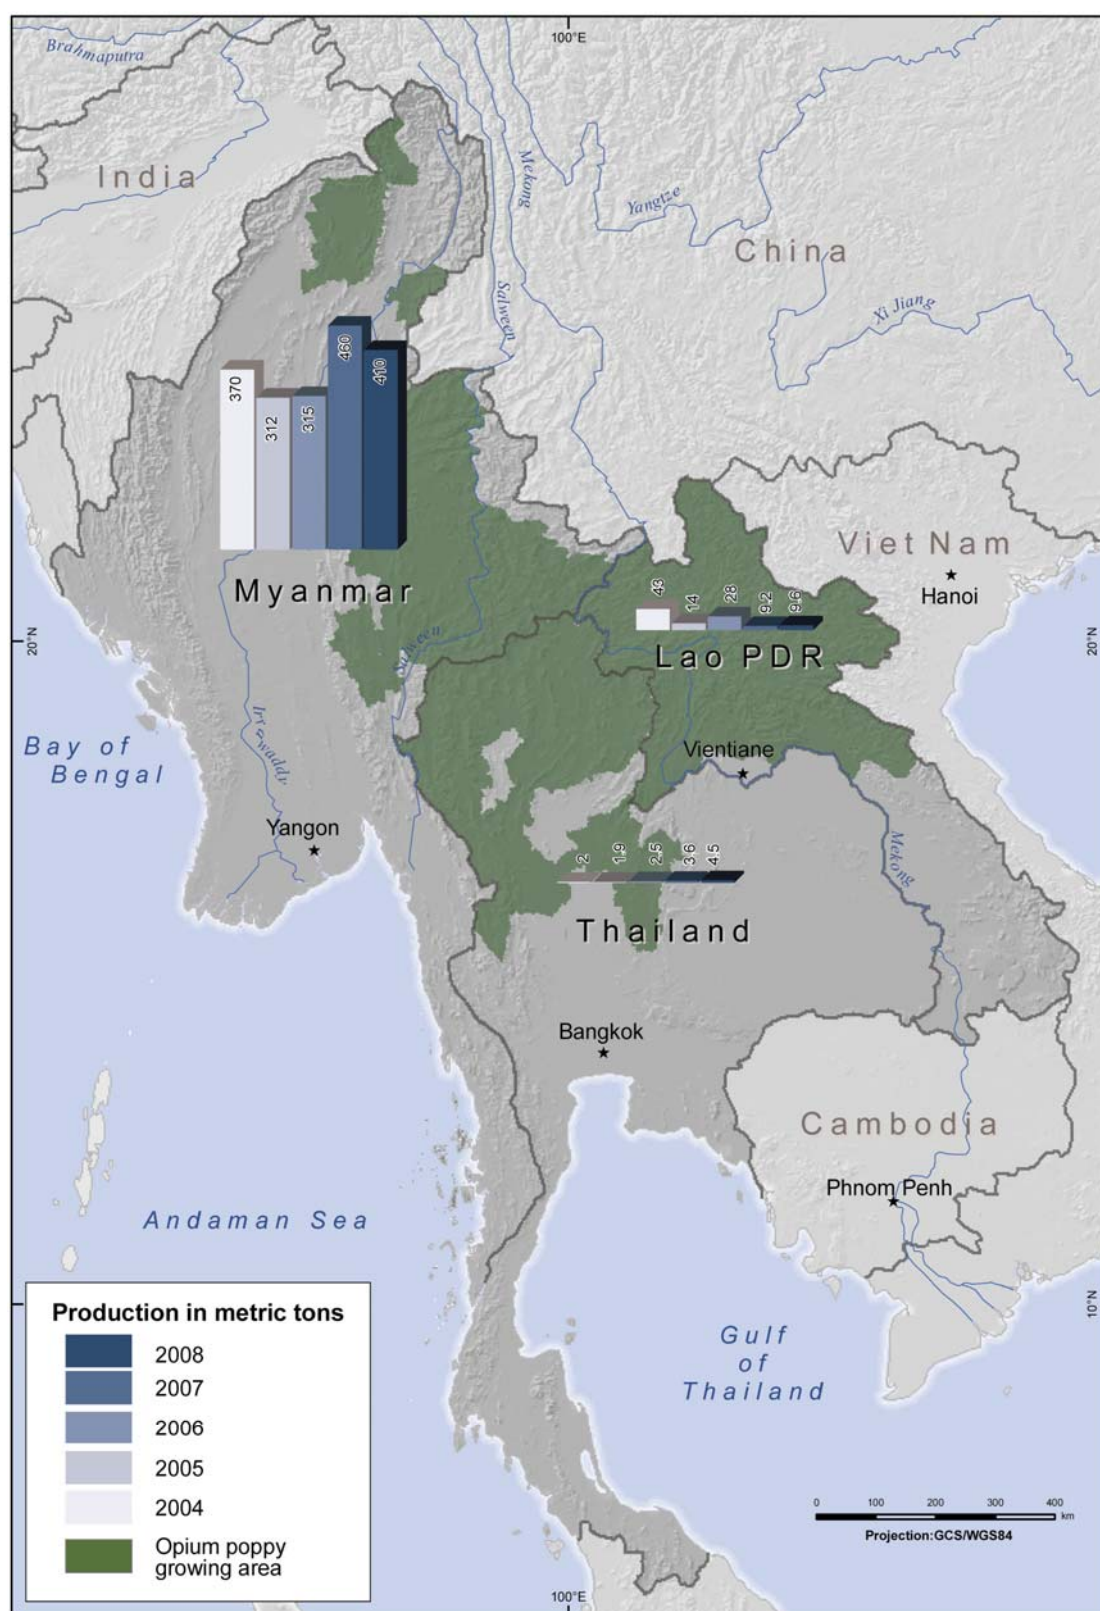 100°E
Brahmaputra
India
Mekong
Yangtze
China
Salween
Xi Jiang
370
312
315
460
410
Myanmar
Viet Nam
Hanoi
43
14
28
9.2
9.6
Lao PDR
20°N
20°N
Salween
Irrawaddy
Bay of
Bengal
Vientiane
Yangon
Mekong
2
1.9
2.5
3.6
4.5
Thailand
Bangkok
Cambodia
Phnom Penh
Andaman Sea
Gulf
of
Thailand
10°N
Production in metric tons
2008
2007
2006
2005
2004
Opium poppy
growing area
0 100 200 300 400
km
Projection:GCS/WGS84
100°E